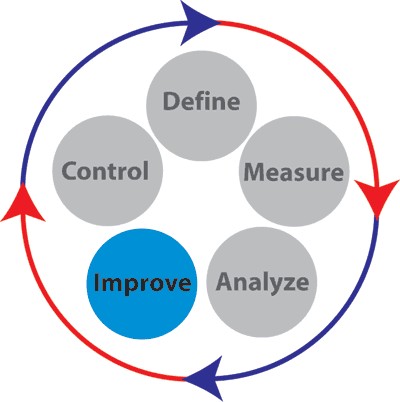 Define
Measure
Analyze
Improve
Control